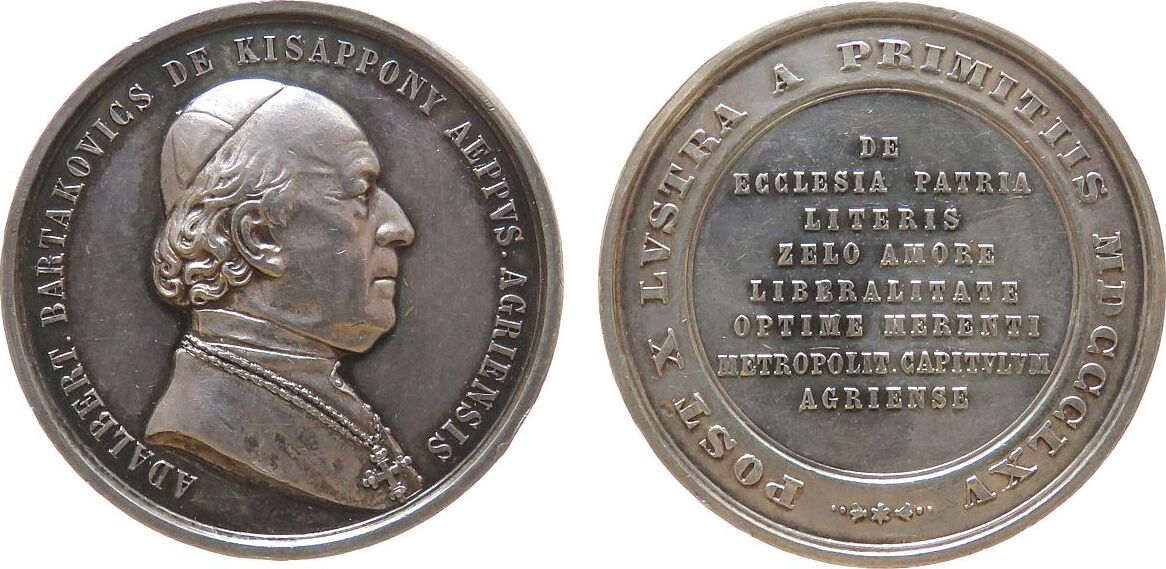 ADALBERT. BARTAKOVICS DE KISAPPONY AEPPVS. AGRIENSIS
POST X LVSTRA A PRIMITIIS MDCCCLXV
DE
ECCLESIA PATRIA
LITERIS
ZELO AMORE
LIBERALITATE
OPTIME MERENTI
METROPOLIT. CAPITVLVM
AGRIENSE